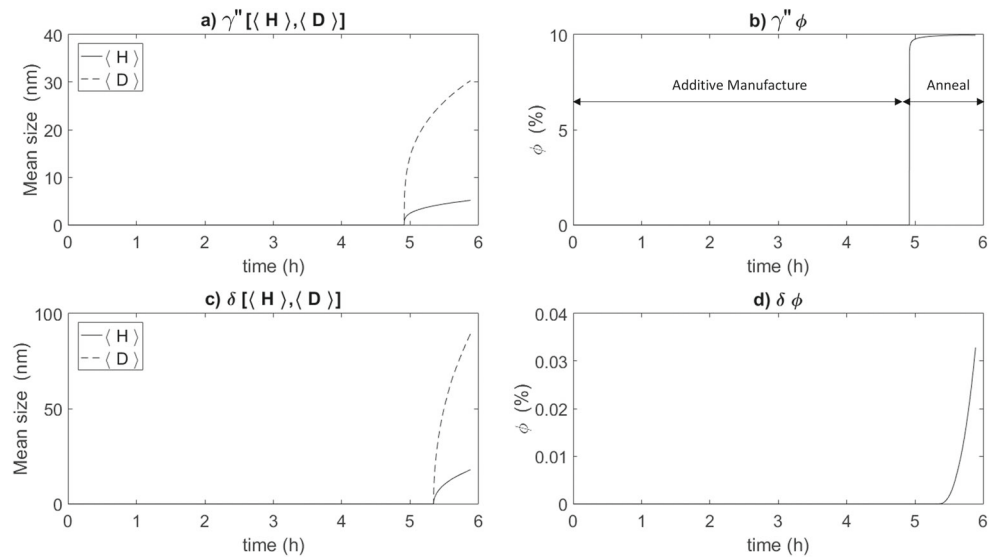 a) γ" [⟨ H ⟩,⟨ D ⟩]
40
30
20
10
0
Mean size (nm)
⟨ H ⟩
⟨ D ⟩
0 1 2 3 4 5 6
time (h)
b) γ" ϕ
10
5
0
ϕ (%)
Additive Manufacture
Anneal
0 1 2 3 4 5 6
time (h)
c) δ [⟨ H ⟩,⟨ D ⟩]
100
50
0
Mean size (nm)
⟨ H ⟩
⟨ D ⟩
0 1 2 3 4 5 6
time (h)
d) δ ϕ
0.04
0.03
0.02
0.01
0
ϕ (%)
0 1 2 3 4 5 6
time (h)